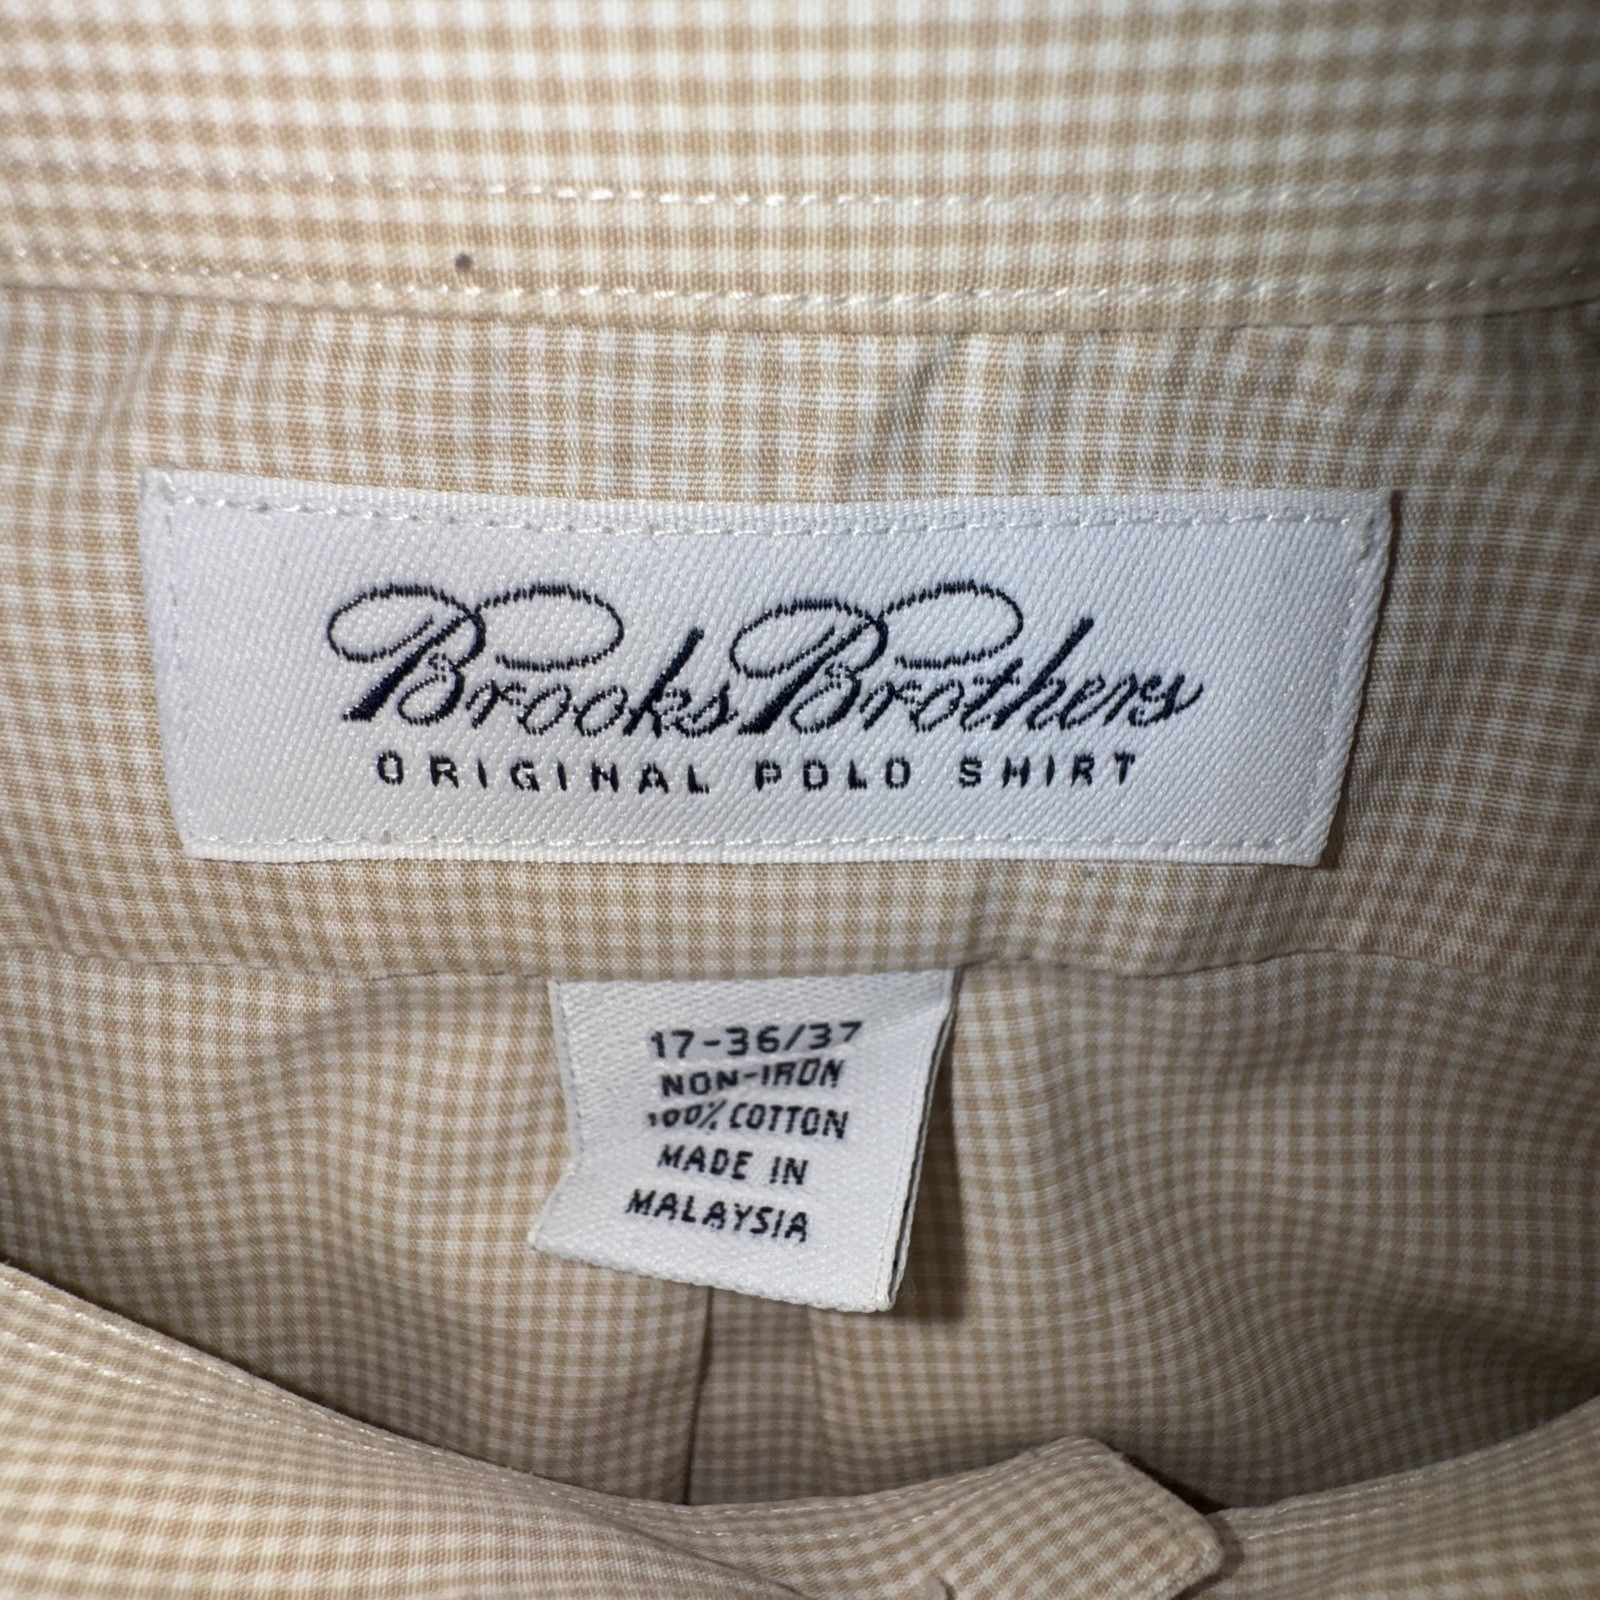 Brooks Brothers
ORIGINAL POLO SHIRT
17-36/37
NON-IRON
100% COTTON
MADE IN
MALAYSIA